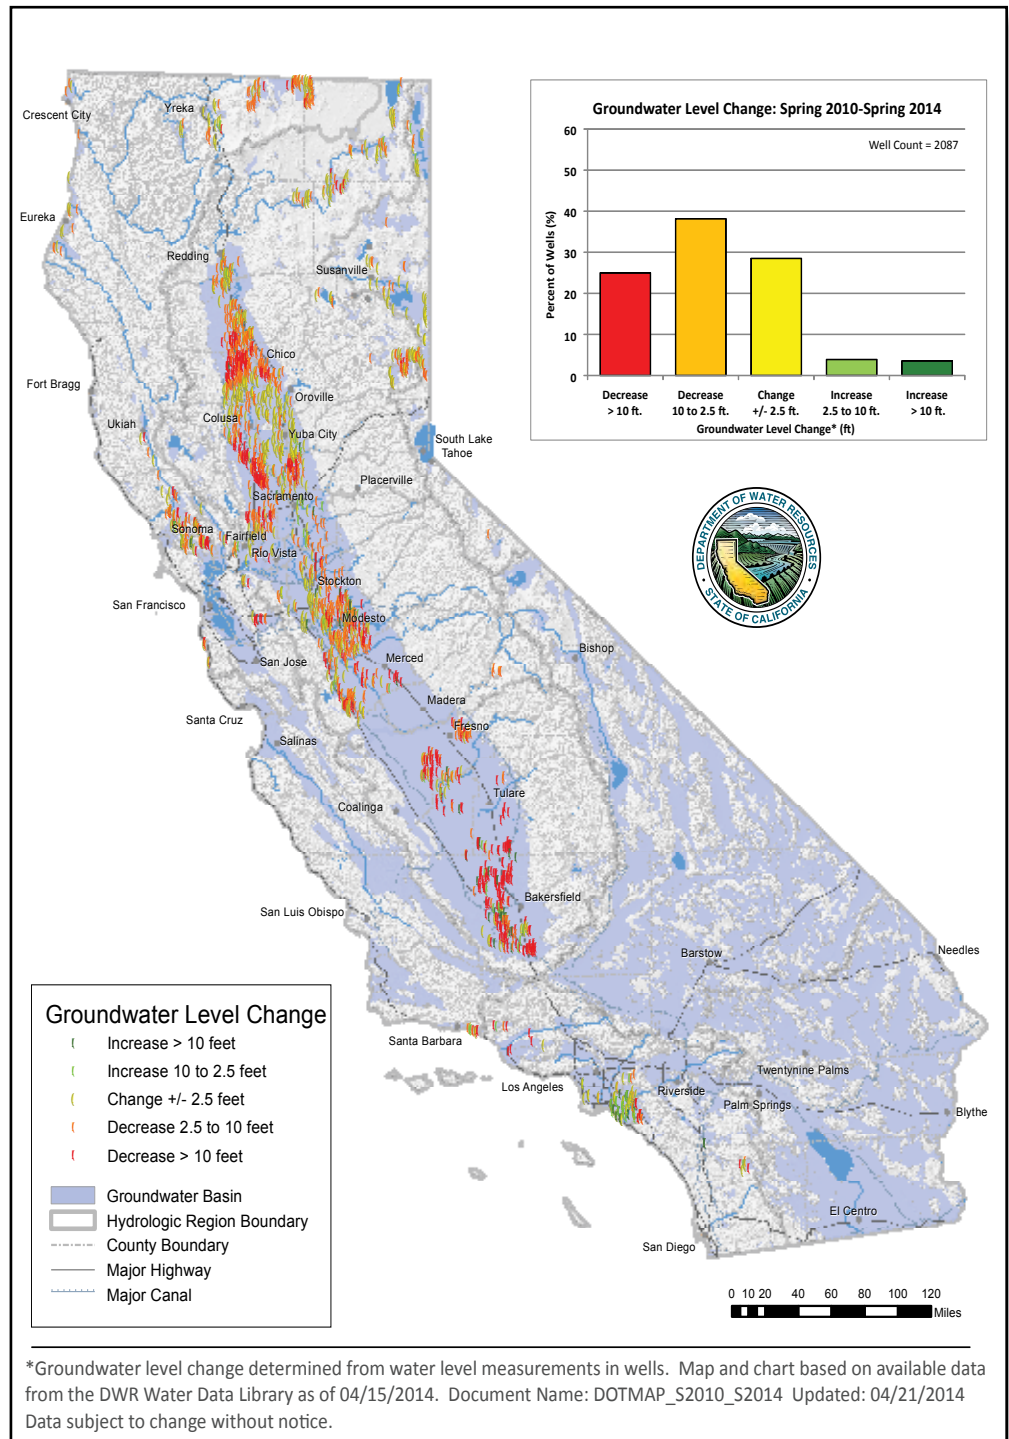 Groundwater Level Change: Spring 2010-Spring 2014
Well Count = 2087
Percent of Wells (%)
60
50
40
30
20
10
0
Decrease > 10 ft.
Decrease 10 to 2.5 ft.
Change +/- 2.5 ft.
Increase 2.5 to 10 ft.
Increase > 10 ft.
Groundwater Level Change* (ft)
DEPARTMENT OF WATER RESOURCES
STATE OF CALIFORNIA
Crescent City
Yreka
Eureka
Redding
Susanville
Chico
Fort Bragg
Oroville
Colusa
Ukiah
Yuba City
South Lake Tahoe
Placerville
Sacramento
Sonoma
Fairfield
Rio Vista
Stockton
San Francisco
Modesto
Bishop
San Jose
Merced
Madera
Santa Cruz
Fresno
Salinas
Tulare
Coalinga
Bakersfield
San Luis Obispo
Barstow
Needles
Santa Barbara
Los Angeles
Riverside
Twentynine Palms
Palm Springs
Blythe
El Centro
San Diego
Groundwater Level Change
Increase > 10 feet
Increase 10 to 2.5 feet
Change +/- 2.5 feet
Decrease 2.5 to 10 feet
Decrease > 10 feet
Groundwater Basin
Hydrologic Region Boundary
County Boundary
Major Highway
Major Canal
0 10 20 40 60 80 100 120
Miles
*Groundwater level change determined from water level measurements in wells. Map and chart based on available data
from the DWR Water Data Library as of 04/15/2014. Document Name: DOTMAP_S2010_S2014 Updated: 04/21/2014
Data subject to change without notice.